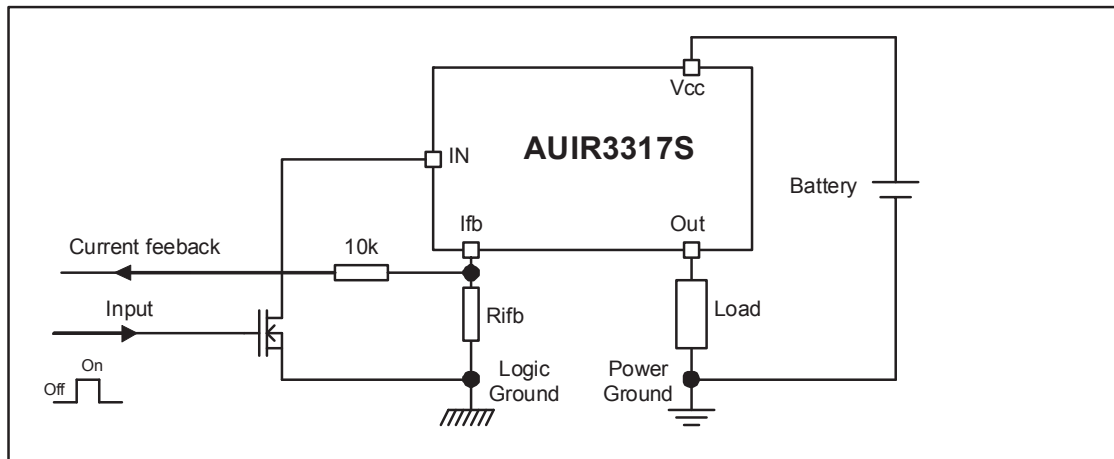 Vcc
AUIR3317S
IN
Battery
Ifb
Out
Current feeback
10k
Input
Rifb
Load
On
Off
Logic
Ground
Power
Ground